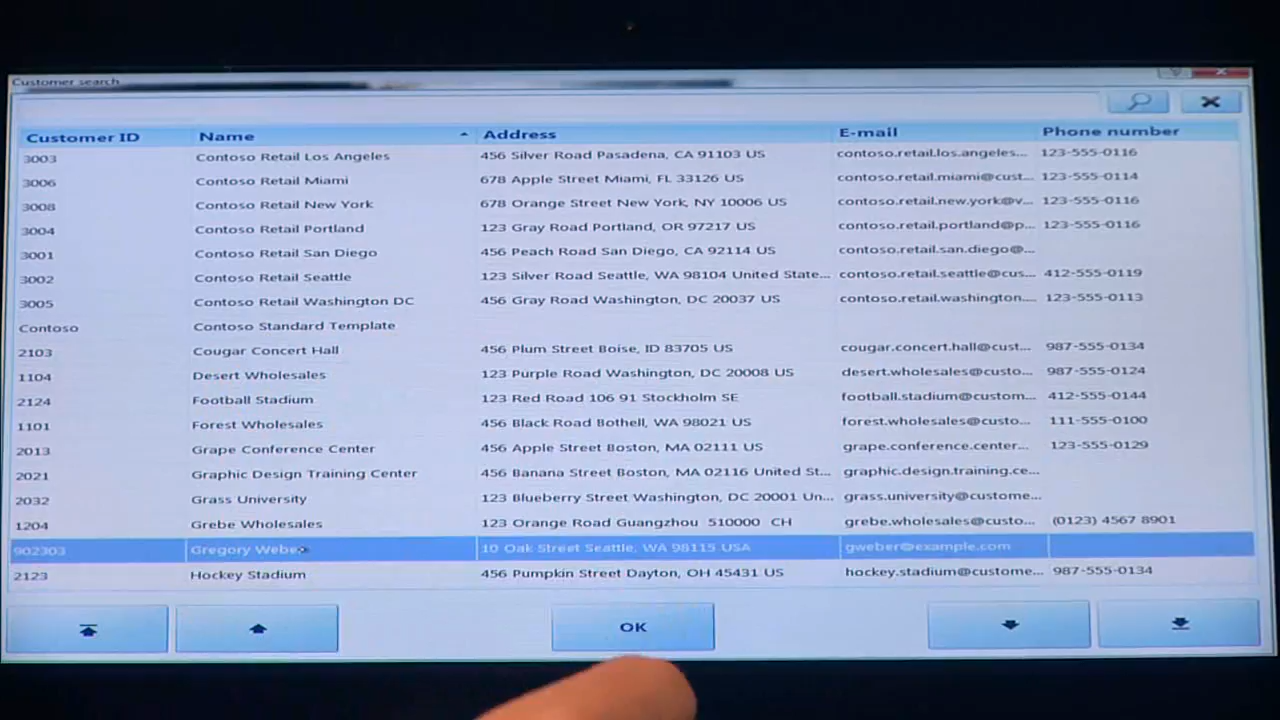 Customer search
Customer ID Name Address E-mail Phone number
3003 Contoso Retail Los Angeles 456 Silver Road Pasadena, CA 91103 US contoso.retail.los.angeles... 123-555-0116
3006 Contoso Retail Miami 678 Apple Street Miami, FL 33126 US contoso.retail.miami@cust... 123-555-0114
3008 Contoso Retail New York 678 Orange Street New York, NY 10006 US contoso.retail.new.york@v... 123-555-0116
3004 Contoso Retail Portland 123 Gray Road Portland, OR 97217 US contoso.retail.portland@p... 123-555-0116
3001 Contoso Retail San Diego 456 Peach Road San Diego, CA 92114 US contoso.retail.san.diego@...
3002 Contoso Retail Seattle 123 Silver Road Seattle, WA 98104 United State... contoso.retail.seattle@cus... 412-555-0119
3005 Contoso Retail Washington DC 456 Gray Road Washington, DC 20037 US contoso.retail.washington.... 123-555-0113
Contoso Contoso Standard Template
2103 Cougar Concert Hall 456 Plum Street Boise, ID 83705 US cougar.concert.hall@cust... 987-555-0134
1104 Desert Wholesales 123 Purple Road Washington, DC 20008 US desert.wholesales@custo... 987-555-0124
2124 Football Stadium 123 Red Road 106 91 Stockholm SE football.stadium@custom... 412-555-0144
1101 Forest Wholesales 456 Black Road Bothell, WA 98021 US forest.wholesales@custo... 111-555-0100
2013 Grape Conference Center 456 Apple Street Boston, MA 02111 US grape.conference.center... 123-555-0129
2021 Graphic Design Training Center 456 Banana Street Boston, MA 02116 United St... graphic.design.training.ce...
2032 Grass University 123 Blueberry Street Washington, DC 20001 Un... grass.university@custome...
1204 Grebe Wholesales 123 Orange Road Guangzhou 510000 CH grebe.wholesales@custo... (0123) 4567 8901
902303 Gregory Weber 10 Oak Street Seattle, WA 98115 USA gweber@example.com
2123 Hockey Stadium 456 Pumpkin Street Dayton, OH 45431 US hockey.stadium@custome... 987-555-0134
OK